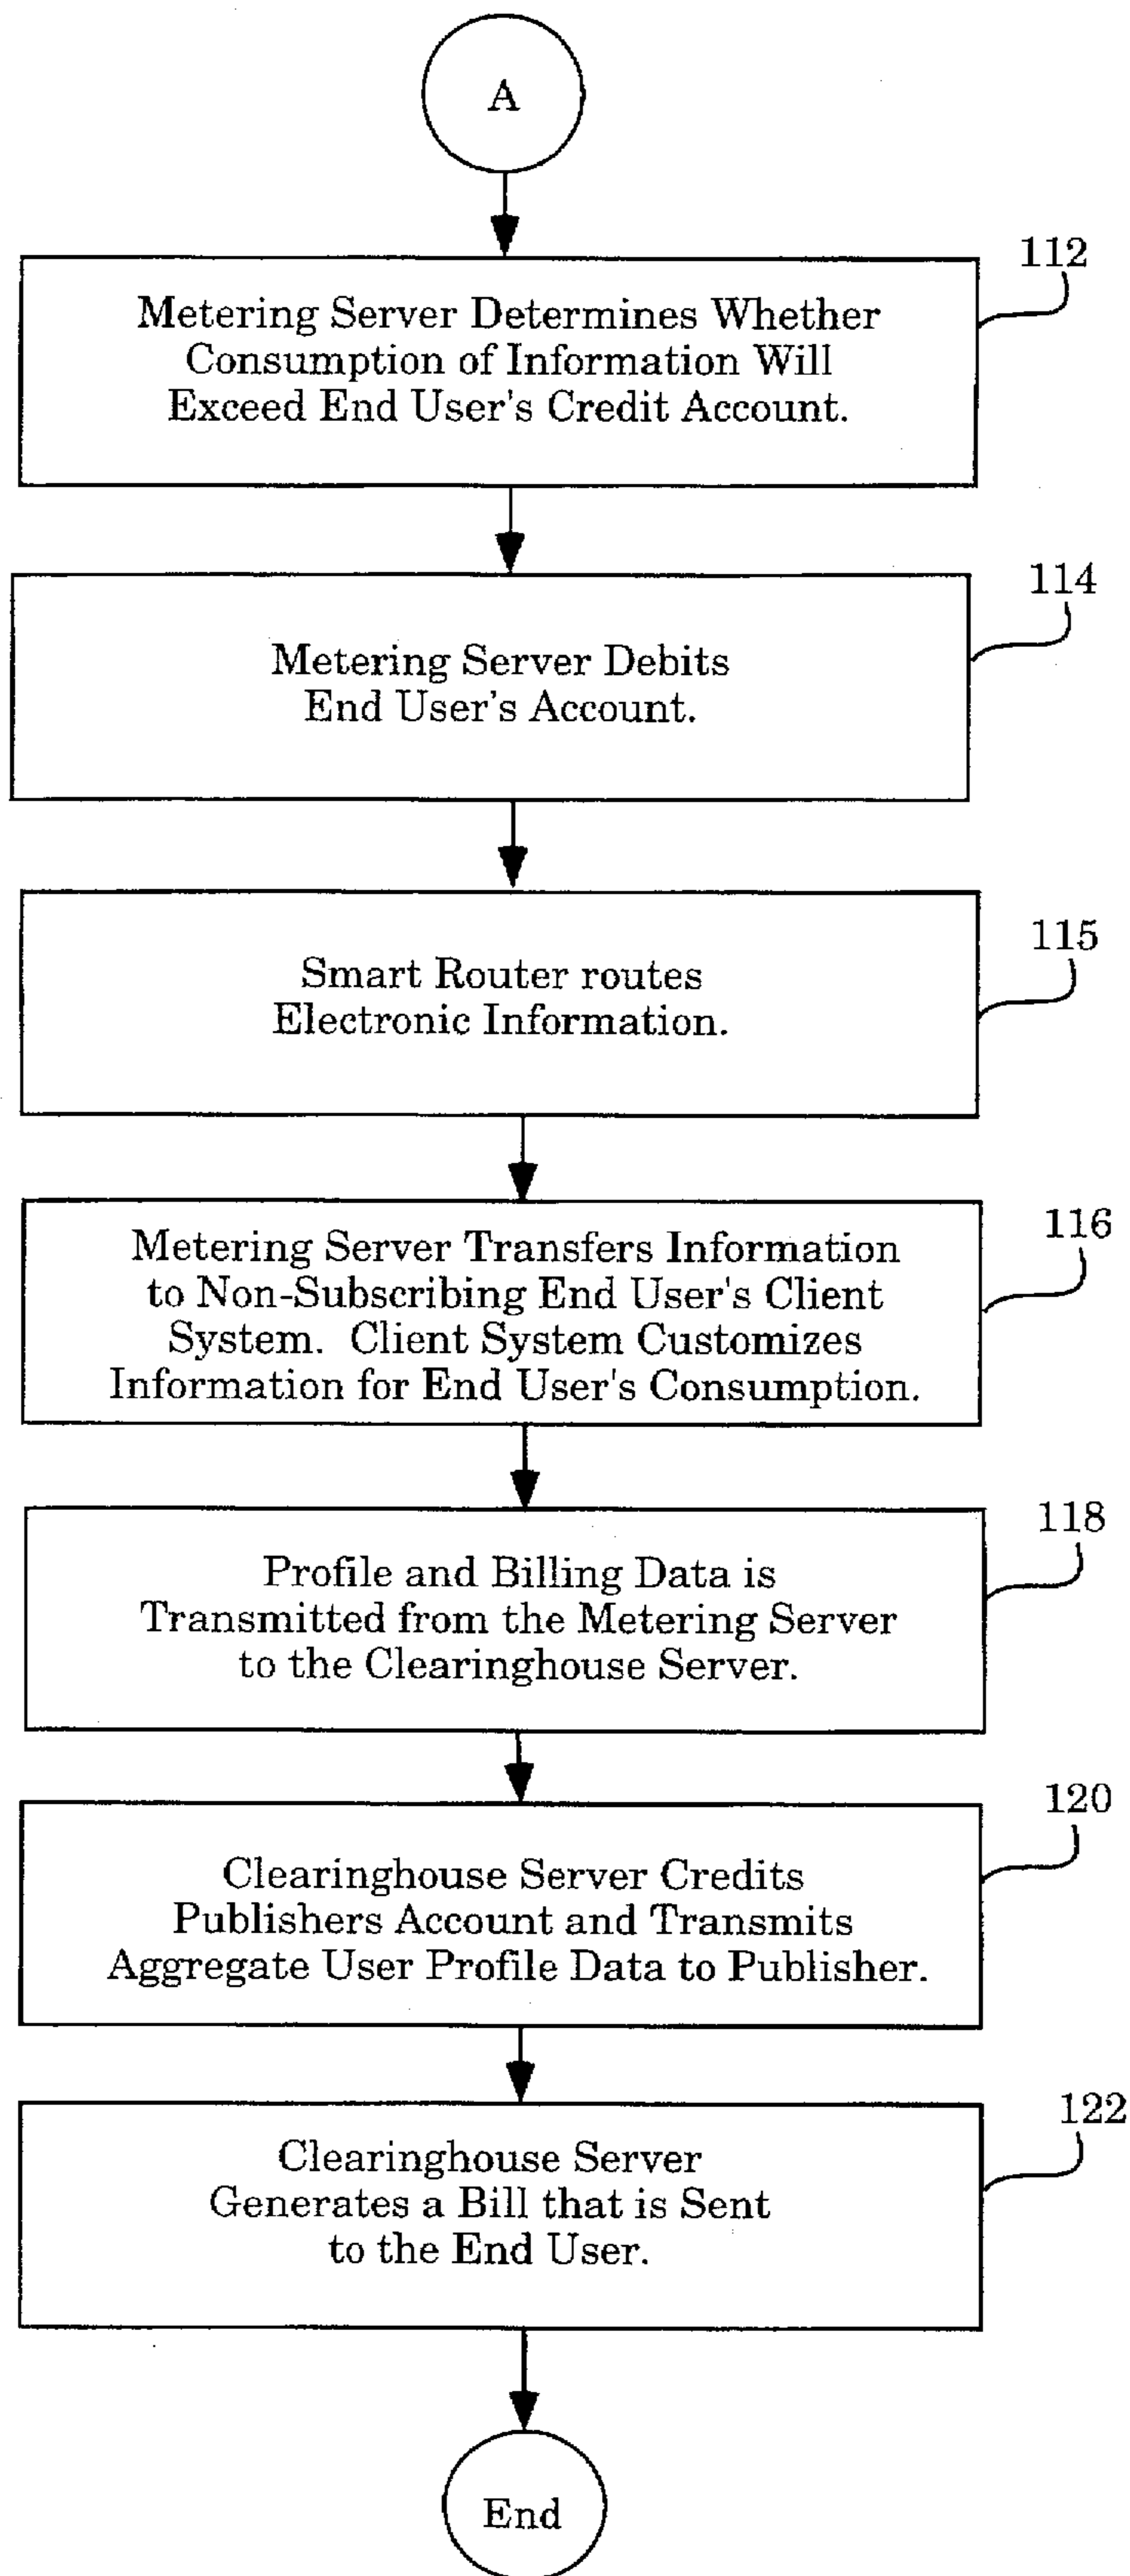 A
112
Metering Server Determines Whether
Consumption of Information Will
Exceed End User's Credit Account.
114
Metering Server Debits
End User's Account.
115
Smart Router routes
Electronic Information.
116
Metering Server Transfers Information
to Non-Subscribing End User's Client
System. Client System Customizes
Information for End User's Consumption.
118
Profile and Billing Data is
Transmitted from the Metering Server
to the Clearinghouse Server.
120
Clearinghouse Server Credits
Publishers Account and Transmits
Aggregate User Profile Data to Publisher.
122
Clearinghouse Server
Generates a Bill that is Sent
to the End User.
End